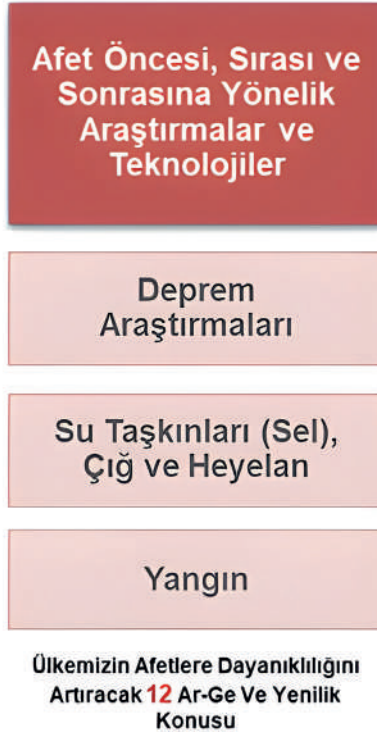 Afet Öncesi, Sırası ve
Sonrasına Yönelik
Araştırmalar ve
Teknolojiler
Deprem
Araştırmaları
Su Taşkınları (Sel),
Çığ ve Heyelan
Yangın
Ülkemizin Afetlere Dayanıklılığını
Artıracak 12 Ar-Ge Ve Yenilik
Konusu